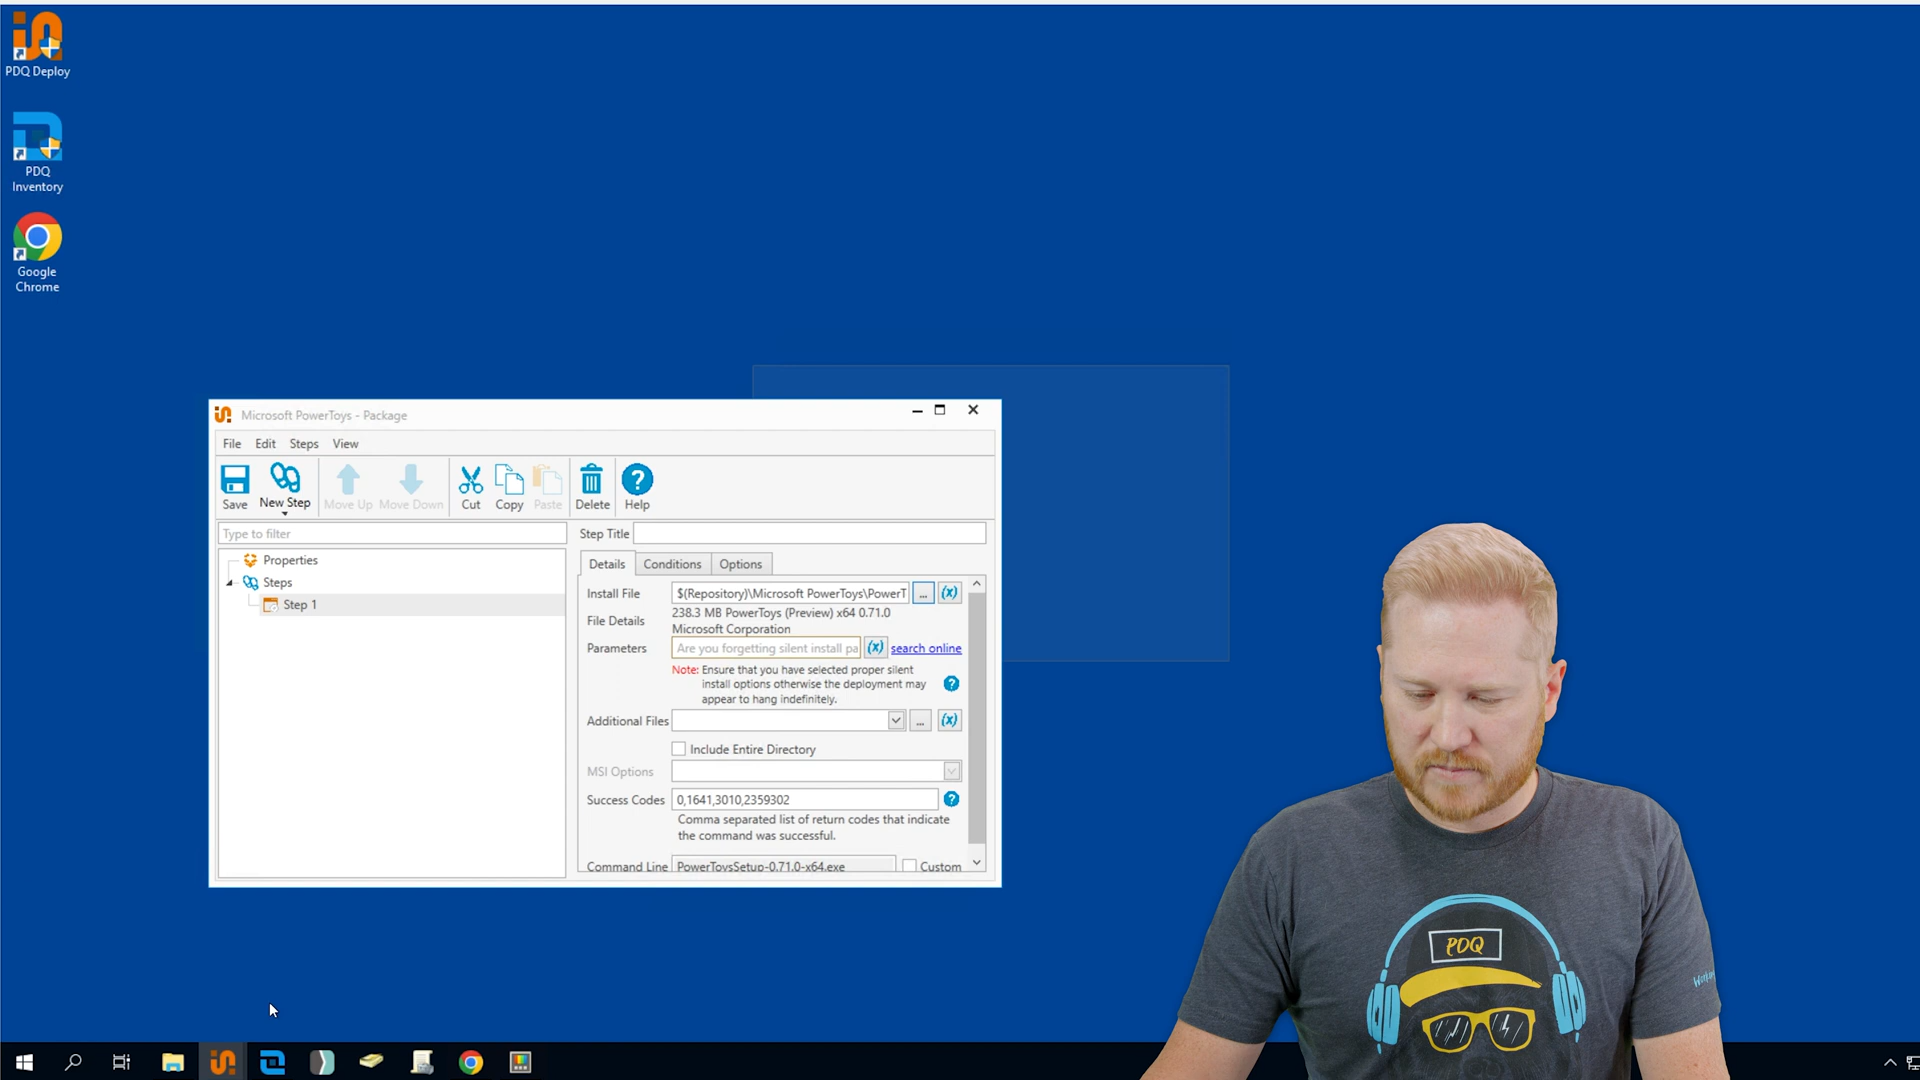 PDQ Deploy
PDQ
Inventory
Google
Chrome
Microsoft PowerToys - Package
File Edit Steps View
Save New Step Move Up Move Down Cut Copy Paste Delete Help
Type to filter
Properties
Steps
Step 1
Step Title
Details Conditions Options
Install File $(Repository)\Microsoft PowerToys\PowerT ... (X)
File Details 238.3 MB PowerToys (Preview) x64 0.71.0
Microsoft Corporation
Parameters Are you forgetting silent install pa (X) search online
Note: Ensure that you have selected proper silent
install options otherwise the deployment may
appear to hang indefinitely.
Additional Files ... (X)
Include Entire Directory
MSI Options
Success Codes 0,1641,3010,2359302
Comma separated list of return codes that indicate
the command was successful.
Command Line PowerToysSetup-0.71.0-x64.exe Custom
PDQ